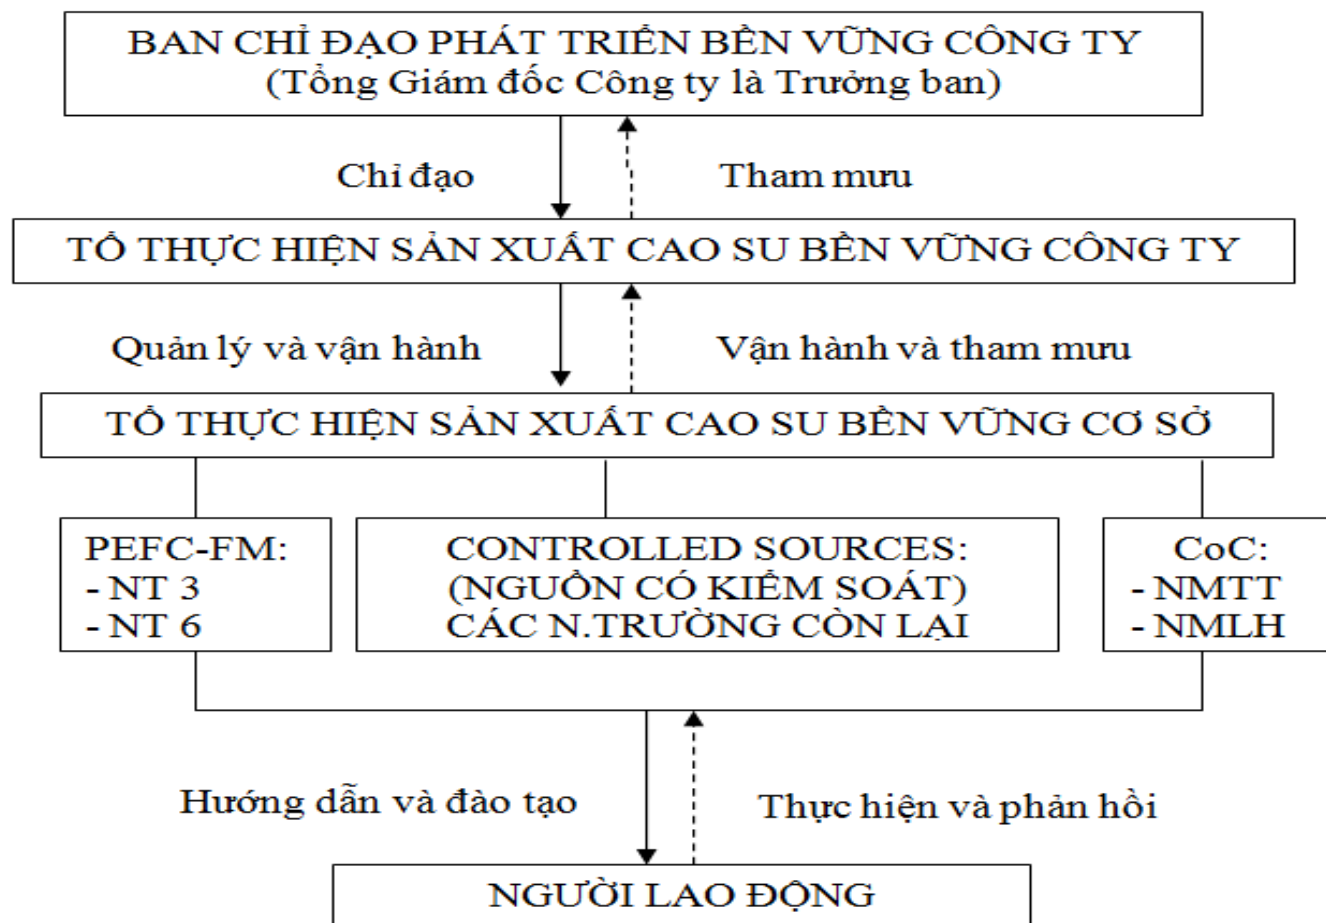 BAN CHỈ ĐẠO PHÁT TRIỂN BỀN VỮNG CÔNG TY
(Tổng Giám đốc Công ty là Trưởng ban)
Chỉ đạo
Tham mưu
TỔ THỰC HIỆN SẢN XUẤT CAO SU BỀN VỮNG CÔNG TY
Quản lý và vận hành
Vận hành và tham mưu
TỔ THỰC HIỆN SẢN XUẤT CAO SU BỀN VỮNG CƠ SỞ
PEFC-FM:
- NT 3
- NT 6
CONTROLLED SOURCES:
(NGUỒN CÓ KIỂM SOÁT)
CÁC N.TRƯỜNG CÒN LẠI
CoC:
- NMTT
- NMLH
Hướng dẫn và đào tạo
Thực hiện và phản hồi
NGƯỜI LAO ĐỘNG